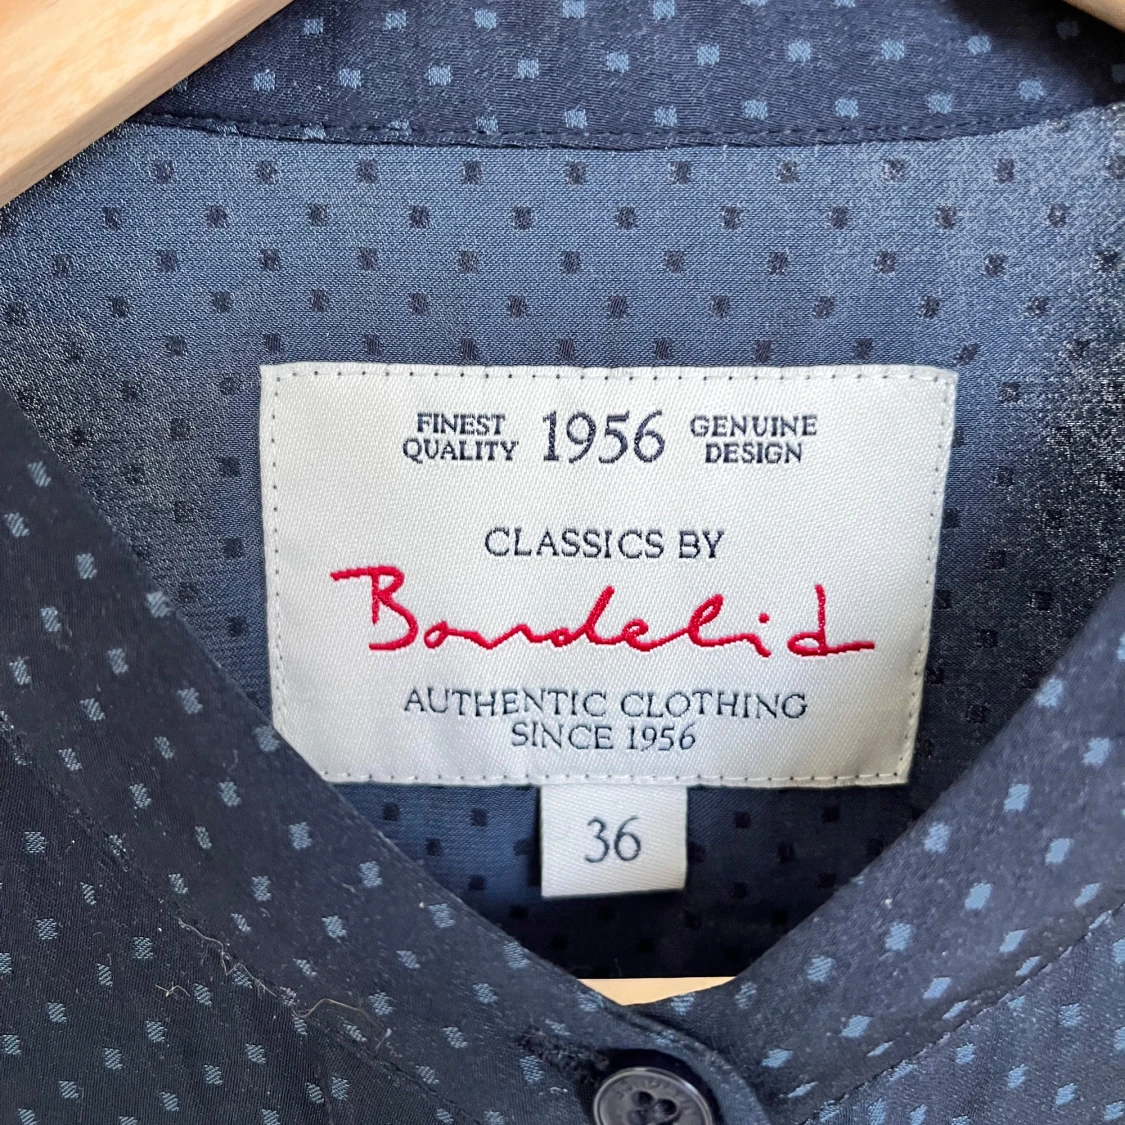 FINEST QUALITY 1956 GENUINE DESIGN
CLASSICS BY
Bondelid
AUTHENTIC CLOTHING
SINCE 1956
36